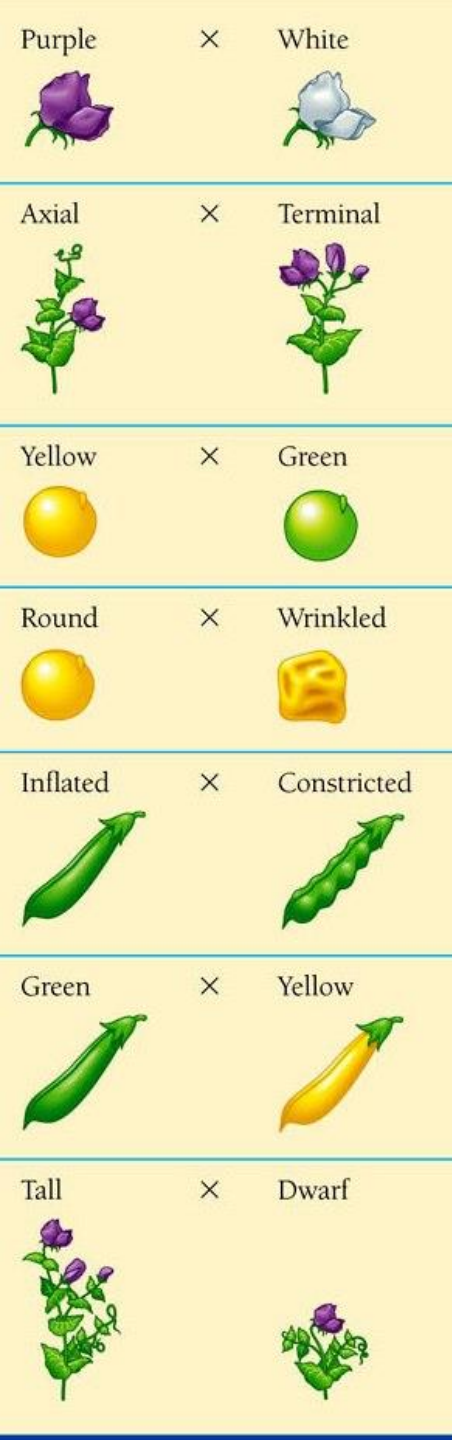 Purple × White
Axial × Terminal
Yellow × Green
Round × Wrinkled
Inflated × Constricted
Green × Yellow
Tall × Dwarf